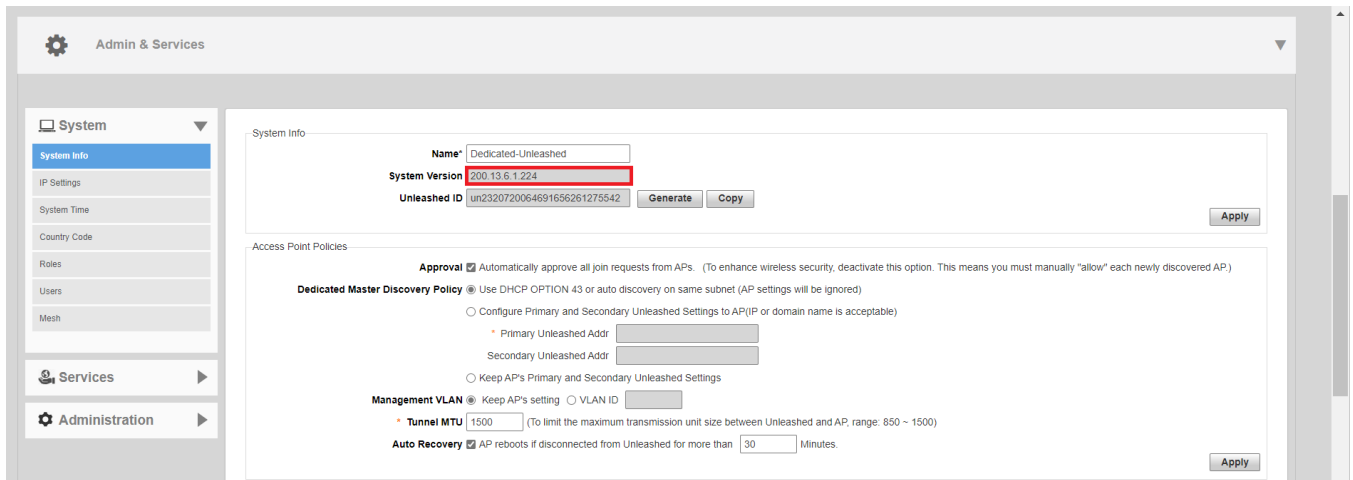 Admin & Services
System
System Info
IP Settings
System Time
Country Code
Roles
Users
Mesh
Services
Administration
System Info
Name* Dedicated-Unleashed
System Version 200.13.6.1.224
Unleashed ID un2320720064691656261275542 Generate Copy
Apply
Access Point Policies
Approval Automatically approve all join requests from APs. (To enhance wireless security, deactivate this option. This means you must manually "allow" each newly discovered AP.)
Dedicated Master Discovery Policy Use DHCP OPTION 43 or auto discovery on same subnet (AP settings will be ignored)
Configure Primary and Secondary Unleashed Settings to AP(IP or domain name is acceptable)
* Primary Unleashed Addr
Secondary Unleashed Addr
Keep AP's Primary and Secondary Unleashed Settings
Management VLAN Keep AP's setting VLAN ID
* Tunnel MTU 1500 (To limit the maximum transmission unit size between Unleashed and AP, range: 850 ~ 1500)
Auto Recovery AP reboots if disconnected from Unleashed for more than 30 Minutes.
Apply